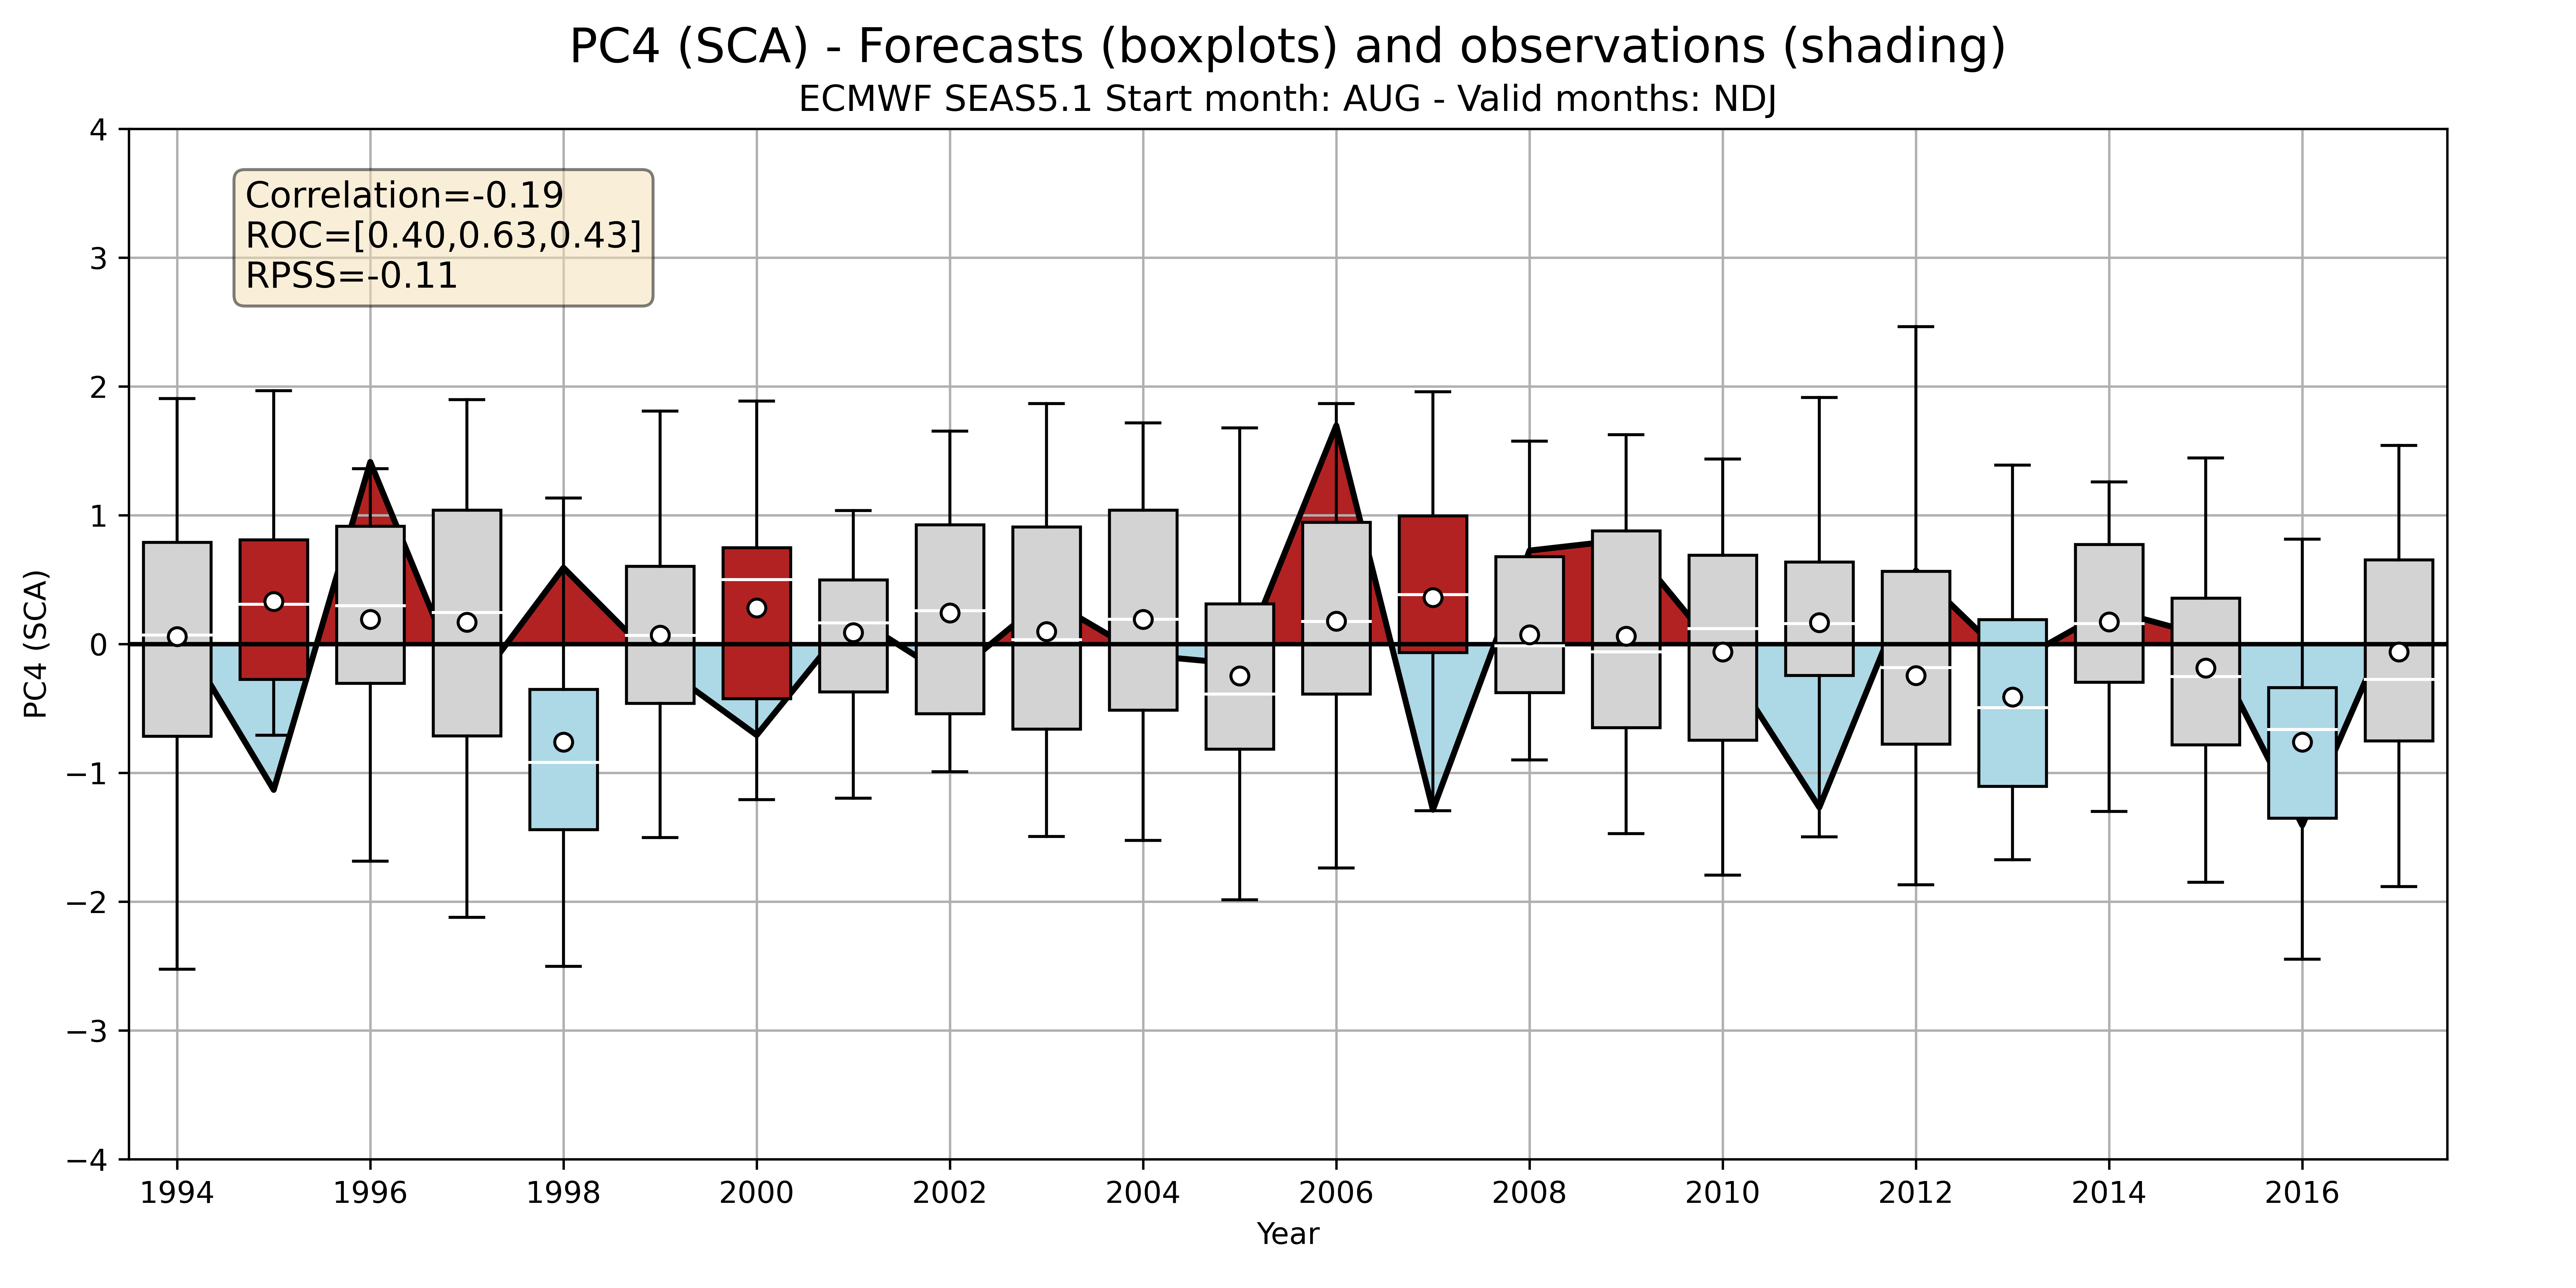 PC4 (SCA) - Forecasts (boxplots) and observations (shading)
ECMWF SEAS5.1 Start month: AUG - Valid months: NDJ
Correlation=-0.19
ROC=[0.40,0.63,0.43]
RPSS=-0.11
PC4 (SCA)
4
3
2
1
0
−1
−2
−3
−4
1994 1996 1998 2000 2002 2004 2006 2008 2010 2012 2014 2016
Year